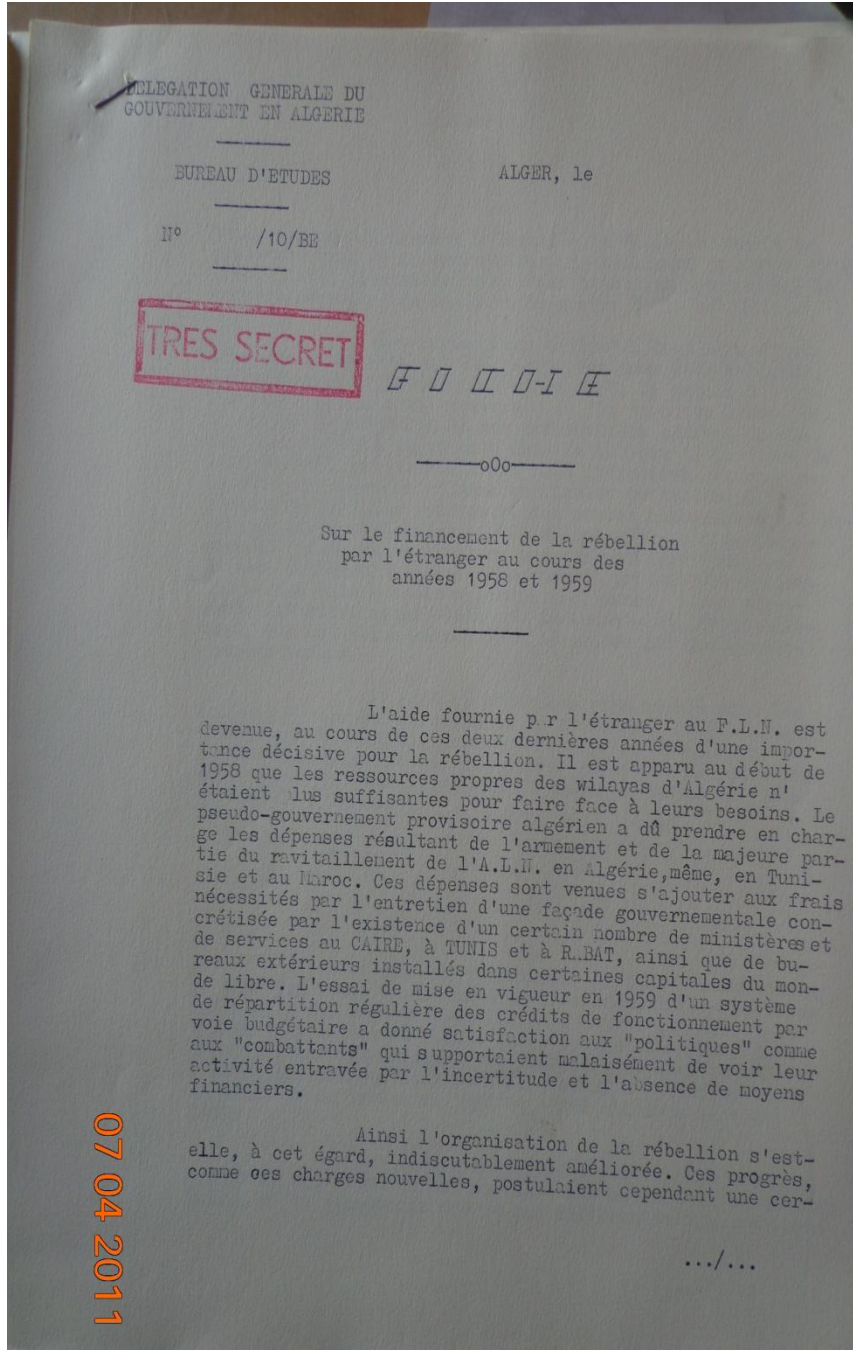 DELEGATION GENERALE DU
GOUVERNEMENT EN ALGERIE
BUREAU D'ETUDES
ALGER, le
N° /10/BE
TRES SECRET
oOo
Sur le financement de la rébellion
par l'étranger au cours des
années 1958 et 1959
L'aide fournie p r l'étranger au F.L.N. est
devenue, au cours de ces deux dernières années d'une impor-
tance décisive pour la rébellion. Il est apparu au début de
1958 que les ressources propres des wilayas d'Algérie n'
étaient lus suffisantes pour faire face à leurs besoins. Le
pseudo-gouvernement provisoire algérien a dû prendre en char-
ge les dépenses résultant de l'armement et de la majeure par-
tie du ravitaillement de l'A.L.N. en Algérie,même, en Tuni-
sie et au Maroc. Ces dépenses sont venues s'ajouter aux frais
nécessités par l'entretien d'une façade gouvernementale con-
crétisée par l'existence d'un certain nombre de ministères et
de services au CAIRE, à TUNIS et à R.BAT, ainsi que de bu-
reaux extérieurs installés dans certaines capitales du mon-
de libre. L'essai de mise en vigueur en 1959 d'un système
de répartition régulière des crédits de fonctionnement par
voie budgétaire a donné satisfaction aux "politiques" comme
aux "combattants" qui supportaient malaisément de voir leur
activité entravée par l'incertitude et l'absence de moyens
financiers.
Ainsi l'organisation de la rébellion s'est-
elle, à cet égard, indiscutablement améliorée. Ces progrès,
comme ces charges nouvelles, postulaient cependant une cer-
.../...
07 04 2011